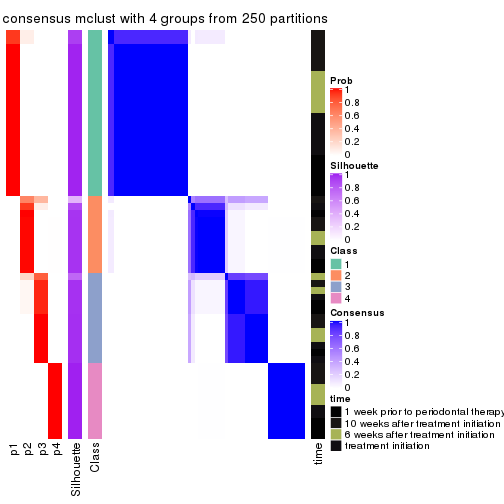 consensus mclust with 4 groups from 250 partitions
Prob
1
0.8
0.6
0.4
0.2
0
Silhouette
1
0.8
0.6
0.4
0.2
0
Class
1
2
3
4
Consensus
1
0.8
0.6
0.4
0.2
0
time
1 week prior to periodontal therapy
10 weeks after treatment initiation
6 weeks after treatment initiation
treatment initiation
p1
p2
p3
p4
Silhouette
Class
time